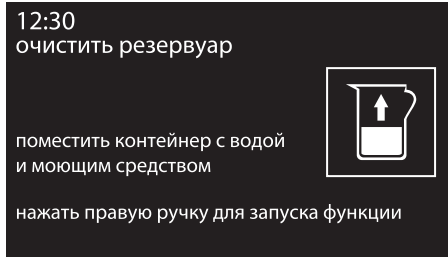 12:30
очистить резервуар
поместить контейнер с водой
и моющим средством
нажать правую ручку для запуска функции